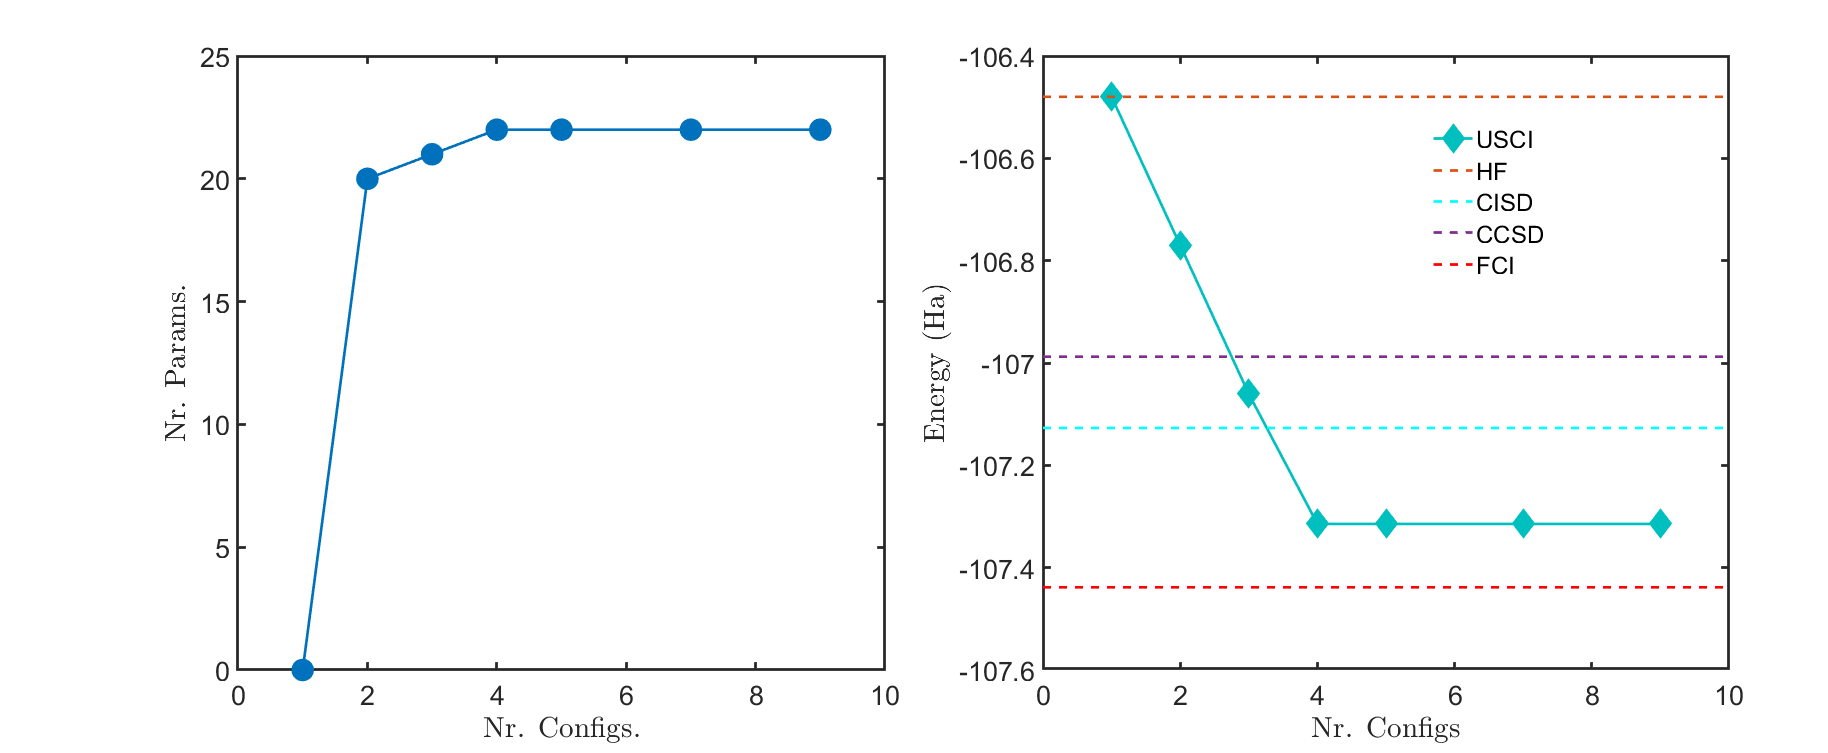 25
20
15
10
5
0
0 2 4 6 8 10
Nr. Params.
Nr. Configs.
-106.4
-106.6
-106.8
-107
-107.2
-107.4
-107.6
0 2 4 6 8 10
Energy (Ha)
Nr. Configs
USCI
HF
CISD
CCSD
FCI